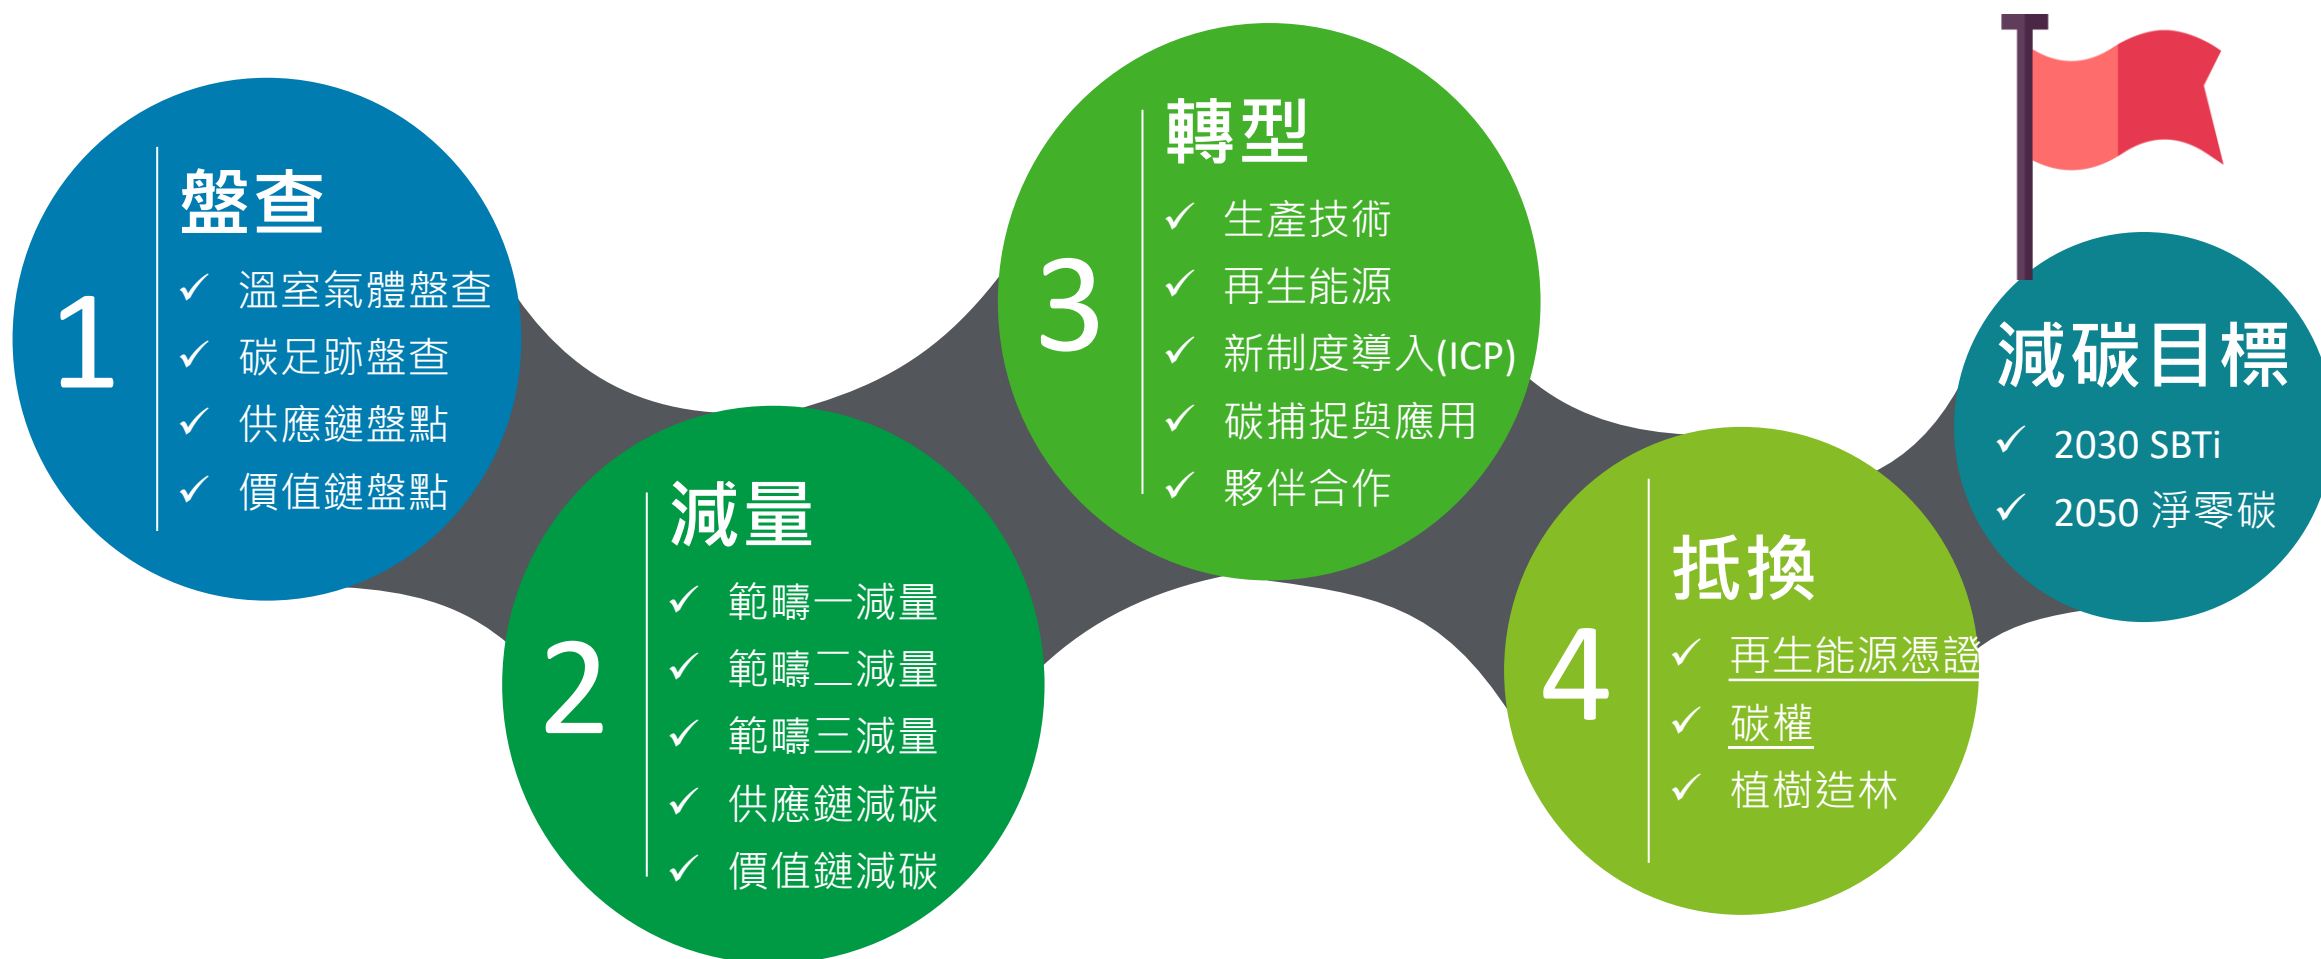 1
盤查
✓ 溫室氣體盤查
✓ 碳足跡盤查
✓ 供應鏈盤點
✓ 價值鏈盤點
2
減量
✓ 範疇一減量
✓ 範疇二減量
✓ 範疇三減量
✓ 供應鏈減碳
✓ 價值鏈減碳
3
轉型
✓ 生產技術
✓ 再生能源
✓ 新制度導入(ICP)
✓ 碳捕捉與應用
✓ 夥伴合作
4
抵換
✓ 再生能源憑證
✓ 碳權
✓ 植樹造林
減碳目標
✓ 2030 SBTi
✓ 2050 淨零碳